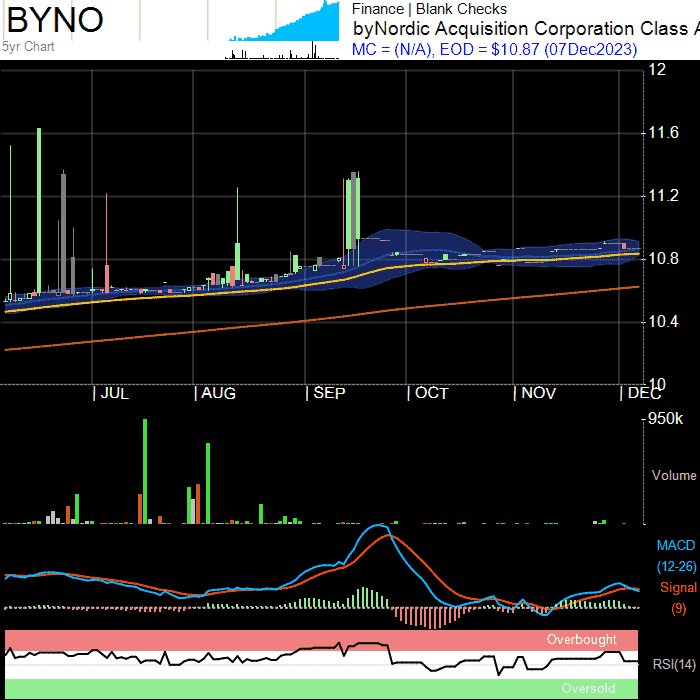 BYNO
5yr Chart
Finance | Blank Checks
byNordic Acquisition Corporation Class A
MC = (N/A), EOD = $10.87 (07Dec2023)
12
11.6
11.2
10.8
10.4
10
JUL AUG SEP OCT NOV DEC
950k
Volume
MACD
(12-26)
Signal
(9)
Overbought
RSI(14)
Oversold